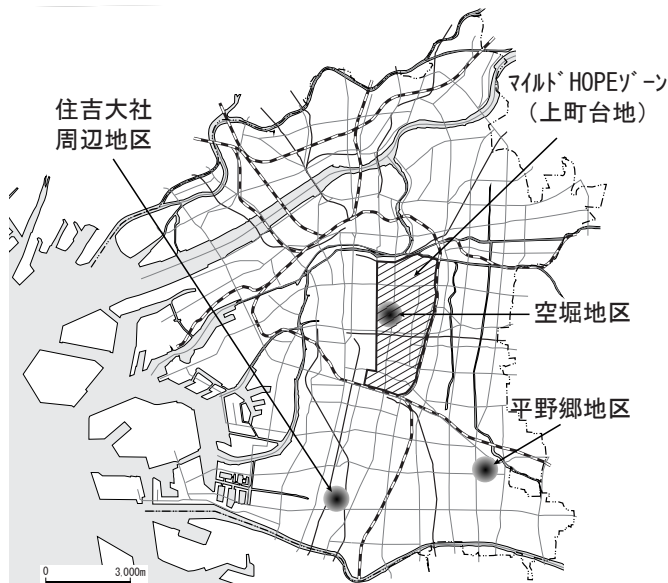 住吉大社
周辺地区
マイルドHOPEゾーン
（上町台地）
空堀地区
平野郷地区
0 3,000m